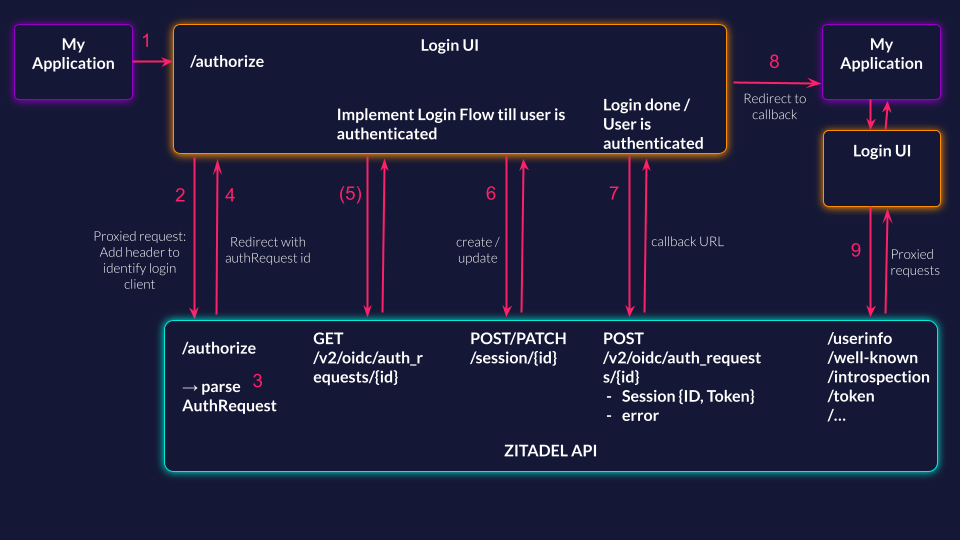 My
Application
1
Login UI
/authorize
Implement Login Flow till user is
authenticated
Login done /
User is
authenticated
8
Redirect to
callback
My
Application
Login UI
2
Proxied request:
Add header to
identify login
client
4
Redirect with
authRequest id
(5)
6
create /
update
7
callback URL
9
Proxied
requests
/authorize
→ parse 3
AuthRequest
GET
/v2/oidc/auth_r
equests/{id}
POST/PATCH
/session/{id}
POST
/v2/oidc/auth_request
s/{id}
- Session {ID, Token}
- error
/userinfo
/well-known
/introspection
/token
/...
ZITADEL API